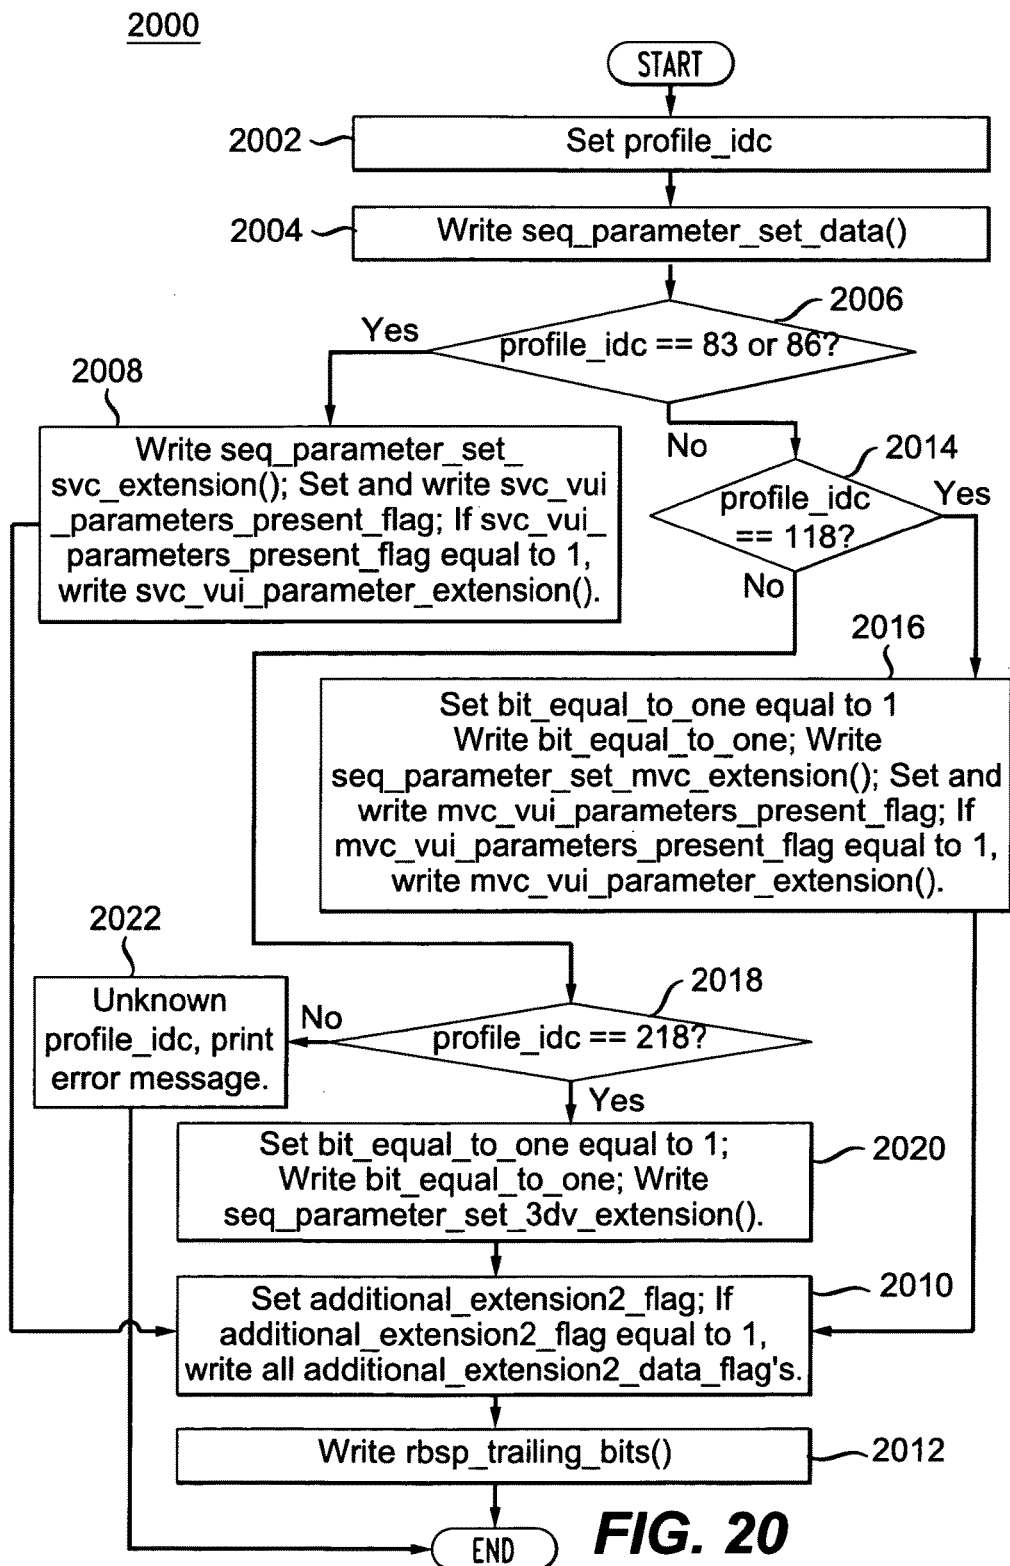 2000
START
2002
Set profile_idc
2004
Write seq_parameter_set_data()
2006
profile_idc == 83 or 86?
Yes
No
2008
Write seq_parameter_set_
svc_extension(); Set and write svc_vui
_parameters_present_flag; If svc_vui_
parameters_present_flag equal to 1,
write svc_vui_parameter_extension().
2014
profile_idc
== 118?
Yes
No
2016
Set bit_equal_to_one equal to 1
Write bit_equal_to_one; Write
seq_parameter_set_mvc_extension(); Set and
write mvc_vui_parameters_present_flag; If
mvc_vui_parameters_present_flag equal to 1,
write mvc_vui_parameter_extension().
2022
Unknown
profile_idc, print
error message.
No
2018
profile_idc == 218?
Yes
Set bit_equal_to_one equal to 1;
Write bit_equal_to_one; Write
seq_parameter_set_3dv_extension().
2020
Set additional_extension2_flag; If
additional_extension2_flag equal to 1,
write all additional_extension2_data_flag's.
2010
Write rbsp_trailing_bits()
2012
END
FIG. 20